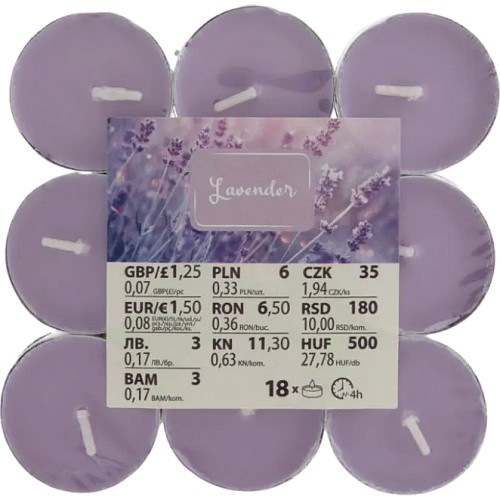 Lavender
GBP/£ 1,25 PLN 6 CZK 35
0,07 GBP(£)/pc 0,33 PLN/szt. 1,94 CZK/ks
EUR/€ 1,50 RON 6,50 RSD 180
0,08 0,36 RON/buc. 10,00 RSD/kom.
ЛВ. 3 KN 11,30 HUF 500
0,17 ЛВ./бр. 0,63 KN/kom. 27,78 HUF/db
BAM 3
0,17 BAM/kom. 18x +/-4h